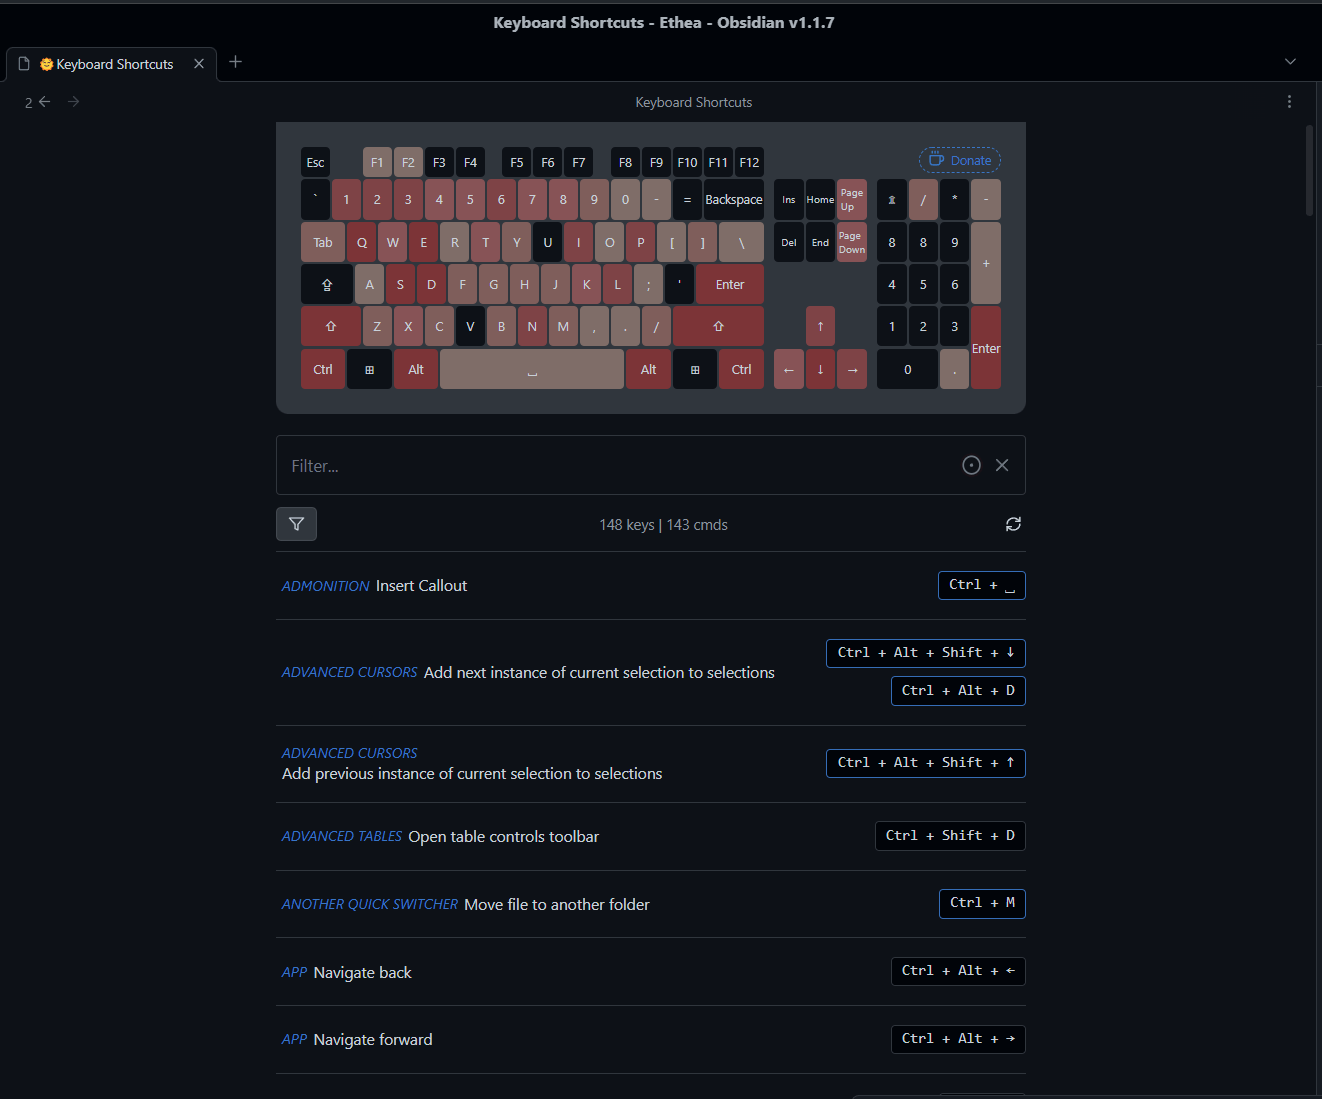 Keyboard Shortcuts - Ethea - Obsidian v1.1.7
🌞Keyboard Shortcuts × +
2 ← → Keyboard Shortcuts
Esc F1 F2 F3 F4 F5 F6 F7 F8 F9 F10 F11 F12 Donate
` 1 2 3 4 5 6 7 8 9 0 - = Backspace Ins Home Page Up / * -
Tab Q W E R T Y U I O P [ ] \ Del End Page Down 8 8 9 +
⇪ A S D F G H J K L ; ' Enter 4 5 6
⇧ Z X C V B N M , . / ⇧ ↑ 1 2 3 Enter
Ctrl ⊞ Alt ⎵ Alt ⊞ Ctrl ← ↓ → 0 .
Filter...
148 keys | 143 cmds
ADMONITION Insert Callout Ctrl + ⎵
ADVANCED CURSORS Add next instance of current selection to selections Ctrl + Alt + Shift + ↓
Ctrl + Alt + D
ADVANCED CURSORS
Add previous instance of current selection to selections Ctrl + Alt + Shift + ↑
ADVANCED TABLES Open table controls toolbar Ctrl + Shift + D
ANOTHER QUICK SWITCHER Move file to another folder Ctrl + M
APP Navigate back Ctrl + Alt + ←
APP Navigate forward Ctrl + Alt + →